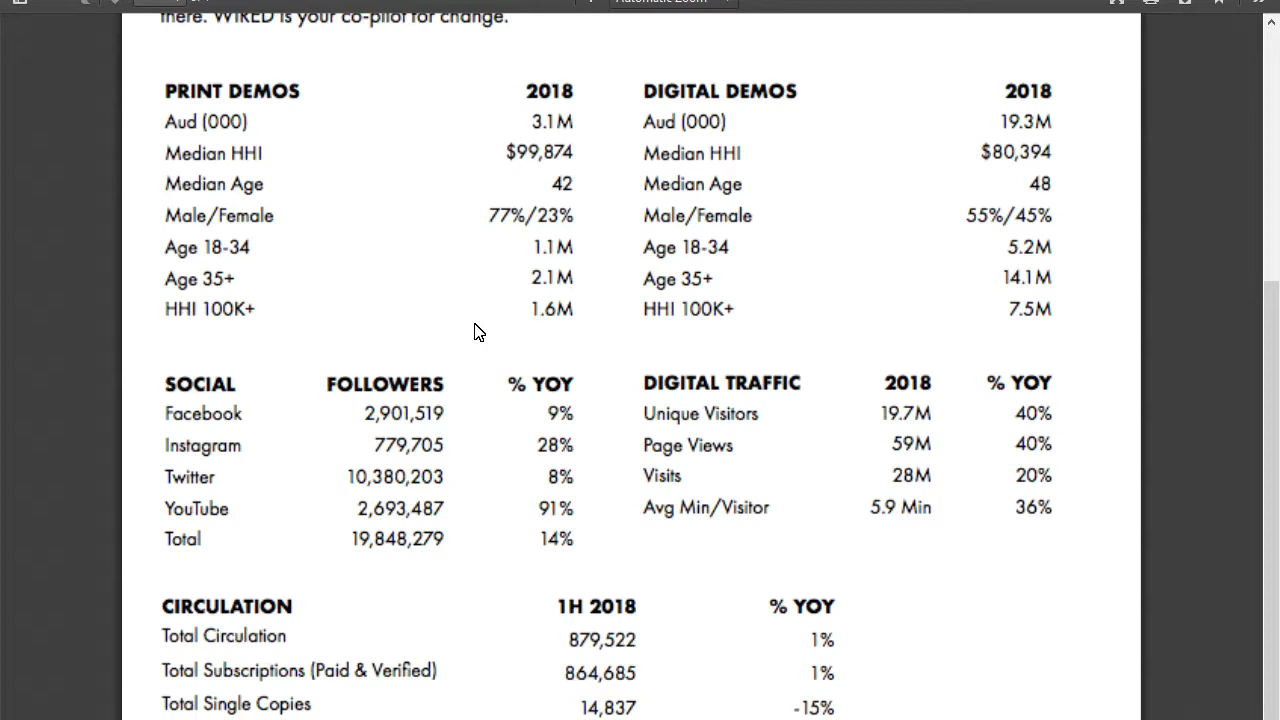 there. WIRED is your co-pilot for change.
PRINT DEMOS 2018
Aud (000) 3.1M
Median HHI $99,874
Median Age 42
Male/Female 77%/23%
Age 18-34 1.1M
Age 35+ 2.1M
HHI 100K+ 1.6M
DIGITAL DEMOS 2018
Aud (000) 19.3M
Median HHI $80,394
Median Age 48
Male/Female 55%/45%
Age 18-34 5.2M
Age 35+ 14.1M
HHI 100K+ 7.5M
SOCIAL FOLLOWERS % YOY
Facebook 2,901,519 9%
Instagram 779,705 28%
Twitter 10,380,203 8%
YouTube 2,693,487 91%
Total 19,848,279 14%
DIGITAL TRAFFIC 2018 % YOY
Unique Visitors 19.7M 40%
Page Views 59M 40%
Visits 28M 20%
Avg Min/Visitor 5.9 Min 36%
CIRCULATION 1H 2018 % YOY
Total Circulation 879,522 1%
Total Subscriptions (Paid & Verified) 864,685 1%
Total Single Copies 14,837 -15%